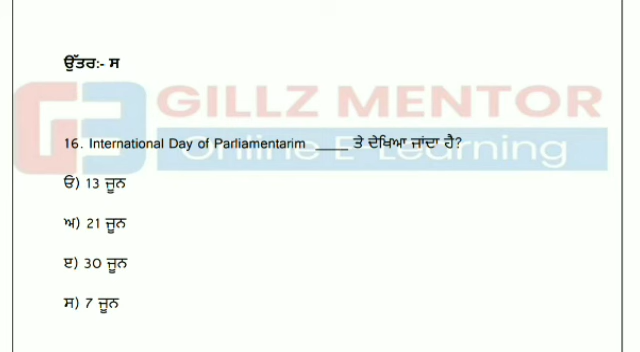 ਉੱਤਰ:- ਸ
GILLZ MENTOR
Online E-Learning
16. International Day of Parliamentarim ____ ਤੇ ਦੇਖਿਆ ਜਾਂਦਾ ਹੈ?
ੳ) 13 ਜੂਨ
ਅ) 21 ਜੂਨ
ੲ) 30 ਜੂਨ
ਸ) 7 ਜੂਨ